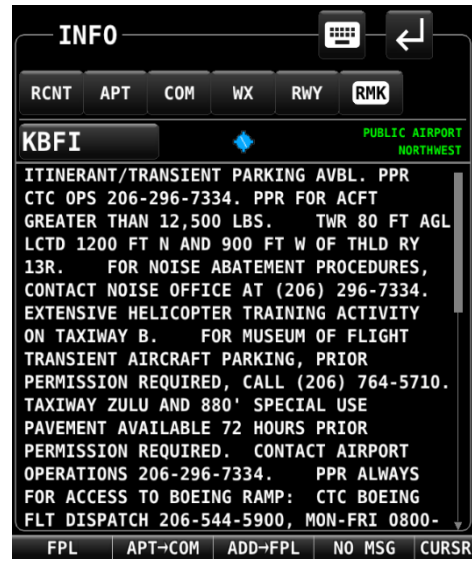 INFO
RCNT APT COM WX RWY RMK
KBFI
PUBLIC AIRPORT
NORTHWEST
ITINERANT/TRANSIENT PARKING AVBL. PPR
CTC OPS 206-296-7334. PPR FOR ACFT
GREATER THAN 12,500 LBS. TWR 80 FT AGL
LCTD 1200 FT N AND 900 FT W OF THLD RY
13R. FOR NOISE ABATEMENT PROCEDURES,
CONTACT NOISE OFFICE AT (206) 296-7334.
EXTENSIVE HELICOPTER TRAINING ACTIVITY
ON TAXIWAY B. FOR MUSEUM OF FLIGHT
TRANSIENT AIRCRAFT PARKING, PRIOR
PERMISSION REQUIRED, CALL (206) 764-5710.
TAXIWAY ZULU AND 880' SPECIAL USE
PAVEMENT AVAILABLE 72 HOURS PRIOR
PERMISSION REQUIRED. CONTACT AIRPORT
OPERATIONS 206-296-7334. PPR ALWAYS
FOR ACCESS TO BOEING RAMP: CTC BOEING
FLT DISPATCH 206-544-5900, MON-FRI 0800-
FPL APT→COM ADD→FPL NO MSG CURSR